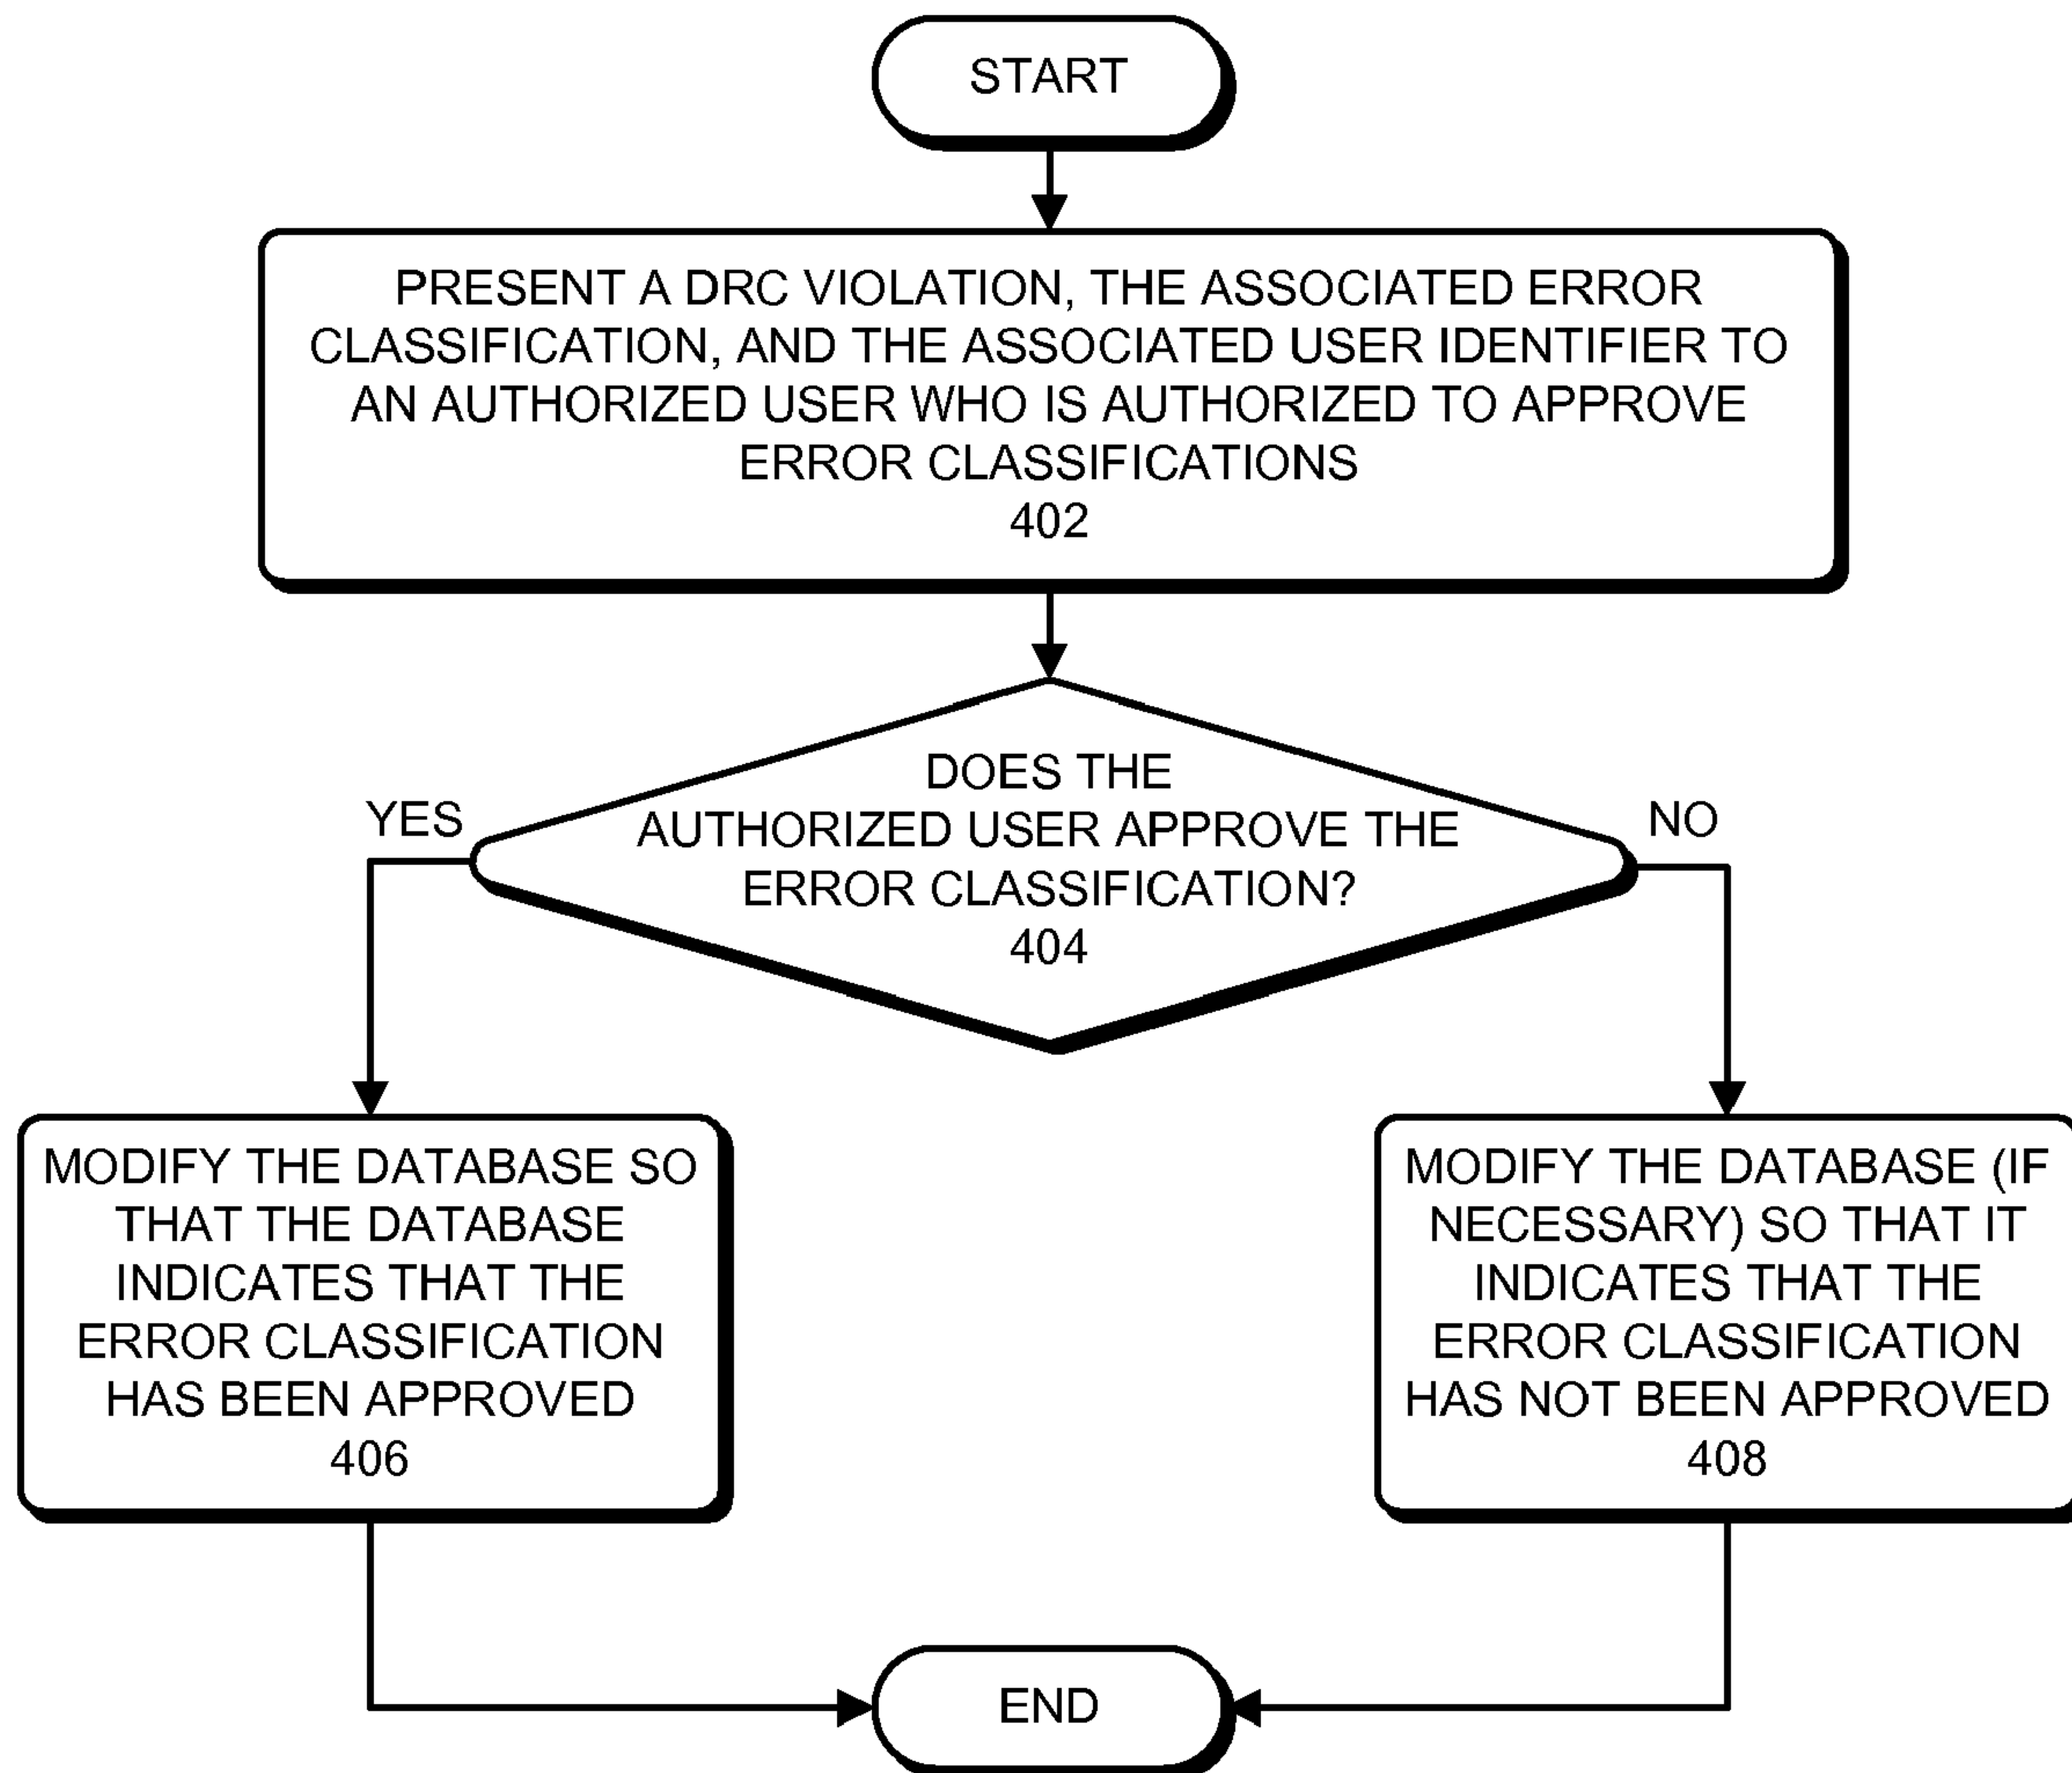 START
PRESENT A DRC VIOLATION, THE ASSOCIATED ERROR
CLASSIFICATION, AND THE ASSOCIATED USER IDENTIFIER TO
AN AUTHORIZED USER WHO IS AUTHORIZED TO APPROVE
ERROR CLASSIFICATIONS
402
DOES THE
AUTHORIZED USER APPROVE THE
ERROR CLASSIFICATION?
404
YES
NO
MODIFY THE DATABASE SO
THAT THE DATABASE
INDICATES THAT THE
ERROR CLASSIFICATION
HAS BEEN APPROVED
406
MODIFY THE DATABASE (IF
NECESSARY) SO THAT IT
INDICATES THAT THE
ERROR CLASSIFICATION
HAS NOT BEEN APPROVED
408
END